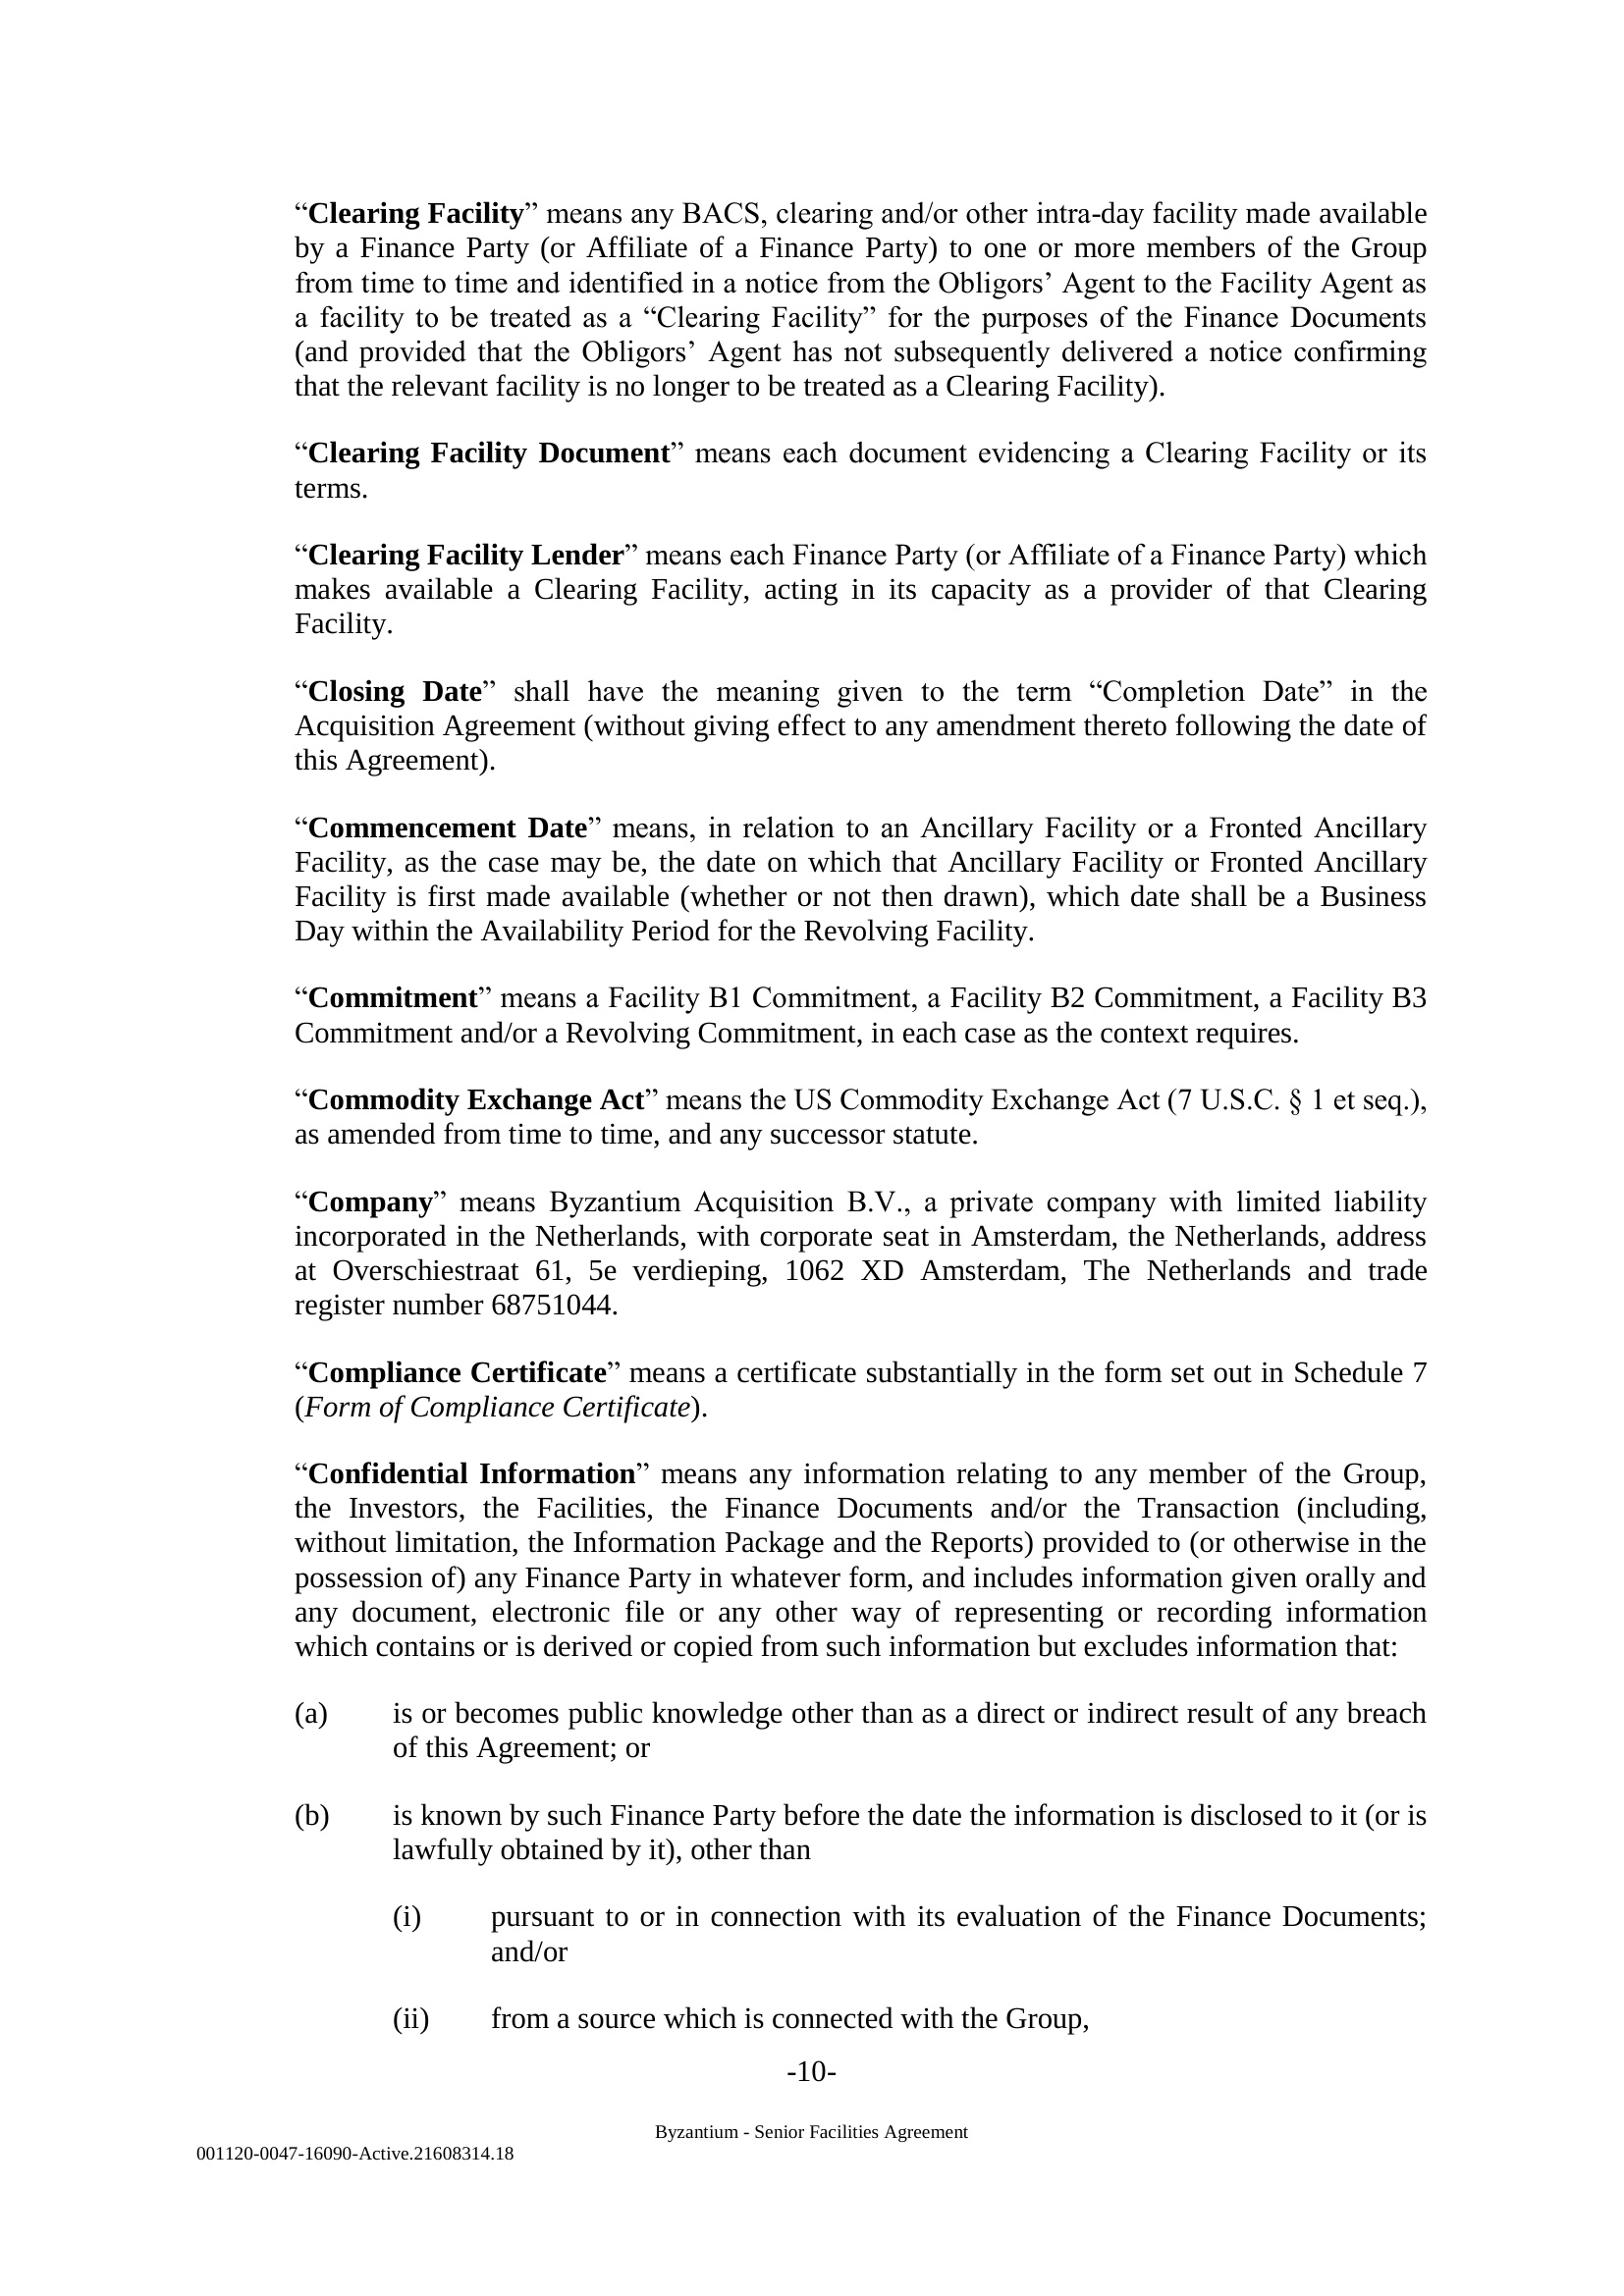 “Clearing Facility” means any BACS, clearing and/or other intra-day facility made available
by a Finance Party (or Affiliate of a Finance Party) to one or more members of the Group
from time to time and identified in a notice from the Obligors’ Agent to the Facility Agent as
a facility to be treated as a “Clearing Facility” for the purposes of the Finance Documents
(and provided that the Obligors’ Agent has not subsequently delivered a notice confirming
that the relevant facility is no longer to be treated as a Clearing Facility).
“Clearing Facility Document” means each document evidencing a Clearing Facility or its
terms.
“Clearing Facility Lender” means each Finance Party (or Affiliate of a Finance Party) which
makes available a Clearing Facility, acting in its capacity as a provider of that Clearing
Facility.
“Closing Date” shall have the meaning given to the term “Completion Date” in the
Acquisition Agreement (without giving effect to any amendment thereto following the date of
this Agreement).
“Commencement Date” means, in relation to an Ancillary Facility or a Fronted Ancillary
Facility, as the case may be, the date on which that Ancillary Facility or Fronted Ancillary
Facility is first made available (whether or not then drawn), which date shall be a Business
Day within the Availability Period for the Revolving Facility.
“Commitment” means a Facility B1 Commitment, a Facility B2 Commitment, a Facility B3
Commitment and/or a Revolving Commitment, in each case as the context requires.
“Commodity Exchange Act” means the US Commodity Exchange Act (7 U.S.C. § 1 et seq.),
as amended from time to time, and any successor statute.
“Company” means Byzantium Acquisition B.V., a private company with limited liability
incorporated in the Netherlands, with corporate seat in Amsterdam, the Netherlands, address
at Overschiestraat 61, 5e verdieping, 1062 XD Amsterdam, The Netherlands and trade
register number 68751044.
“Compliance Certificate” means a certificate substantially in the form set out in Schedule 7
(Form of Compliance Certificate).
“Confidential Information” means any information relating to any member of the Group,
the Investors, the Facilities, the Finance Documents and/or the Transaction (including,
without limitation, the Information Package and the Reports) provided to (or otherwise in the
possession of) any Finance Party in whatever form, and includes information given orally and
any document, electronic file or any other way of representing or recording information
which contains or is derived or copied from such information but excludes information that:
(a) is or becomes public knowledge other than as a direct or indirect result of any breach
of this Agreement; or
(b) is known by such Finance Party before the date the information is disclosed to it (or is
lawfully obtained by it), other than
(i) pursuant to or in connection with its evaluation of the Finance Documents;
and/or
(ii) from a source which is connected with the Group,
-10-
Byzantium - Senior Facilities Agreement
001120-0047-16090-Active.21608314.18